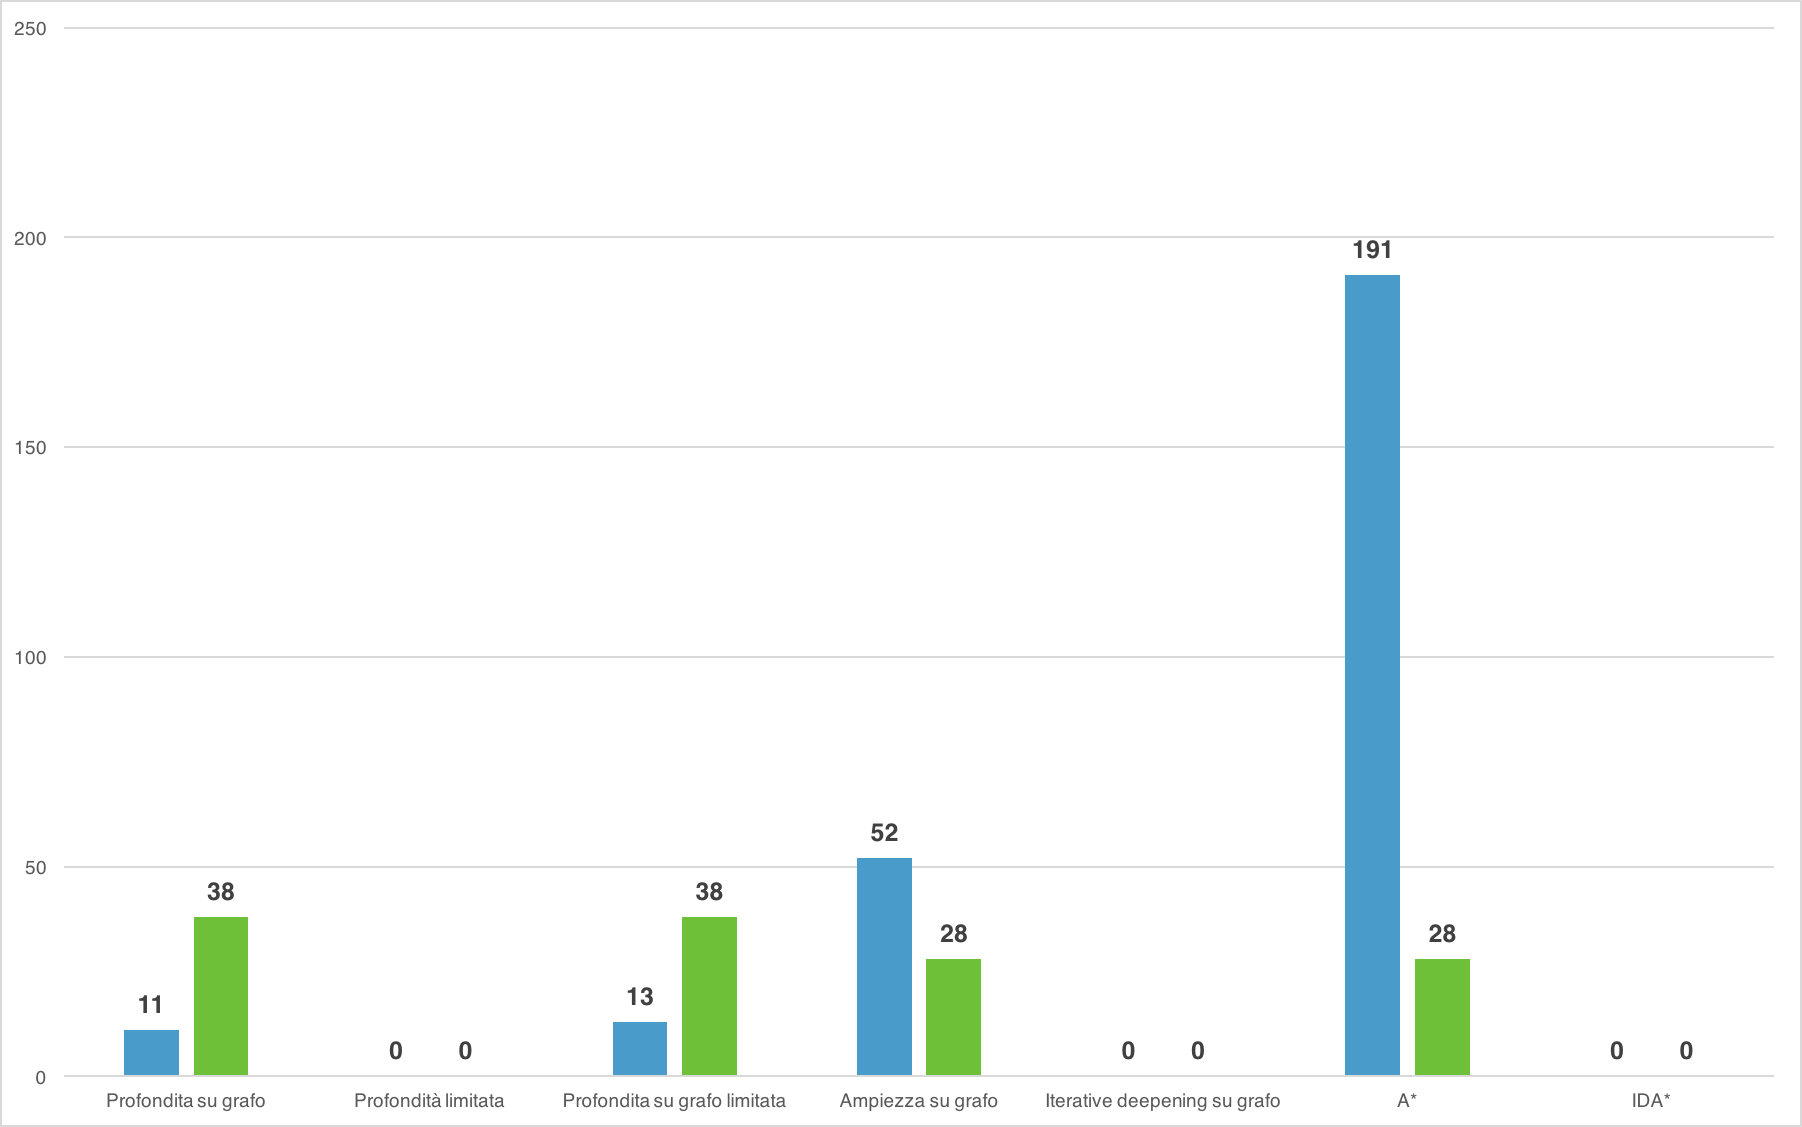 250
200
191
150
100
52
50
38
38
28
28
11
13
0 0
0 0
0 0
0
Profondita su grafo
Profondità limitata
Profondita su grafo limitata
Ampiezza su grafo
Iterative deepening su grafo
A*
IDA*